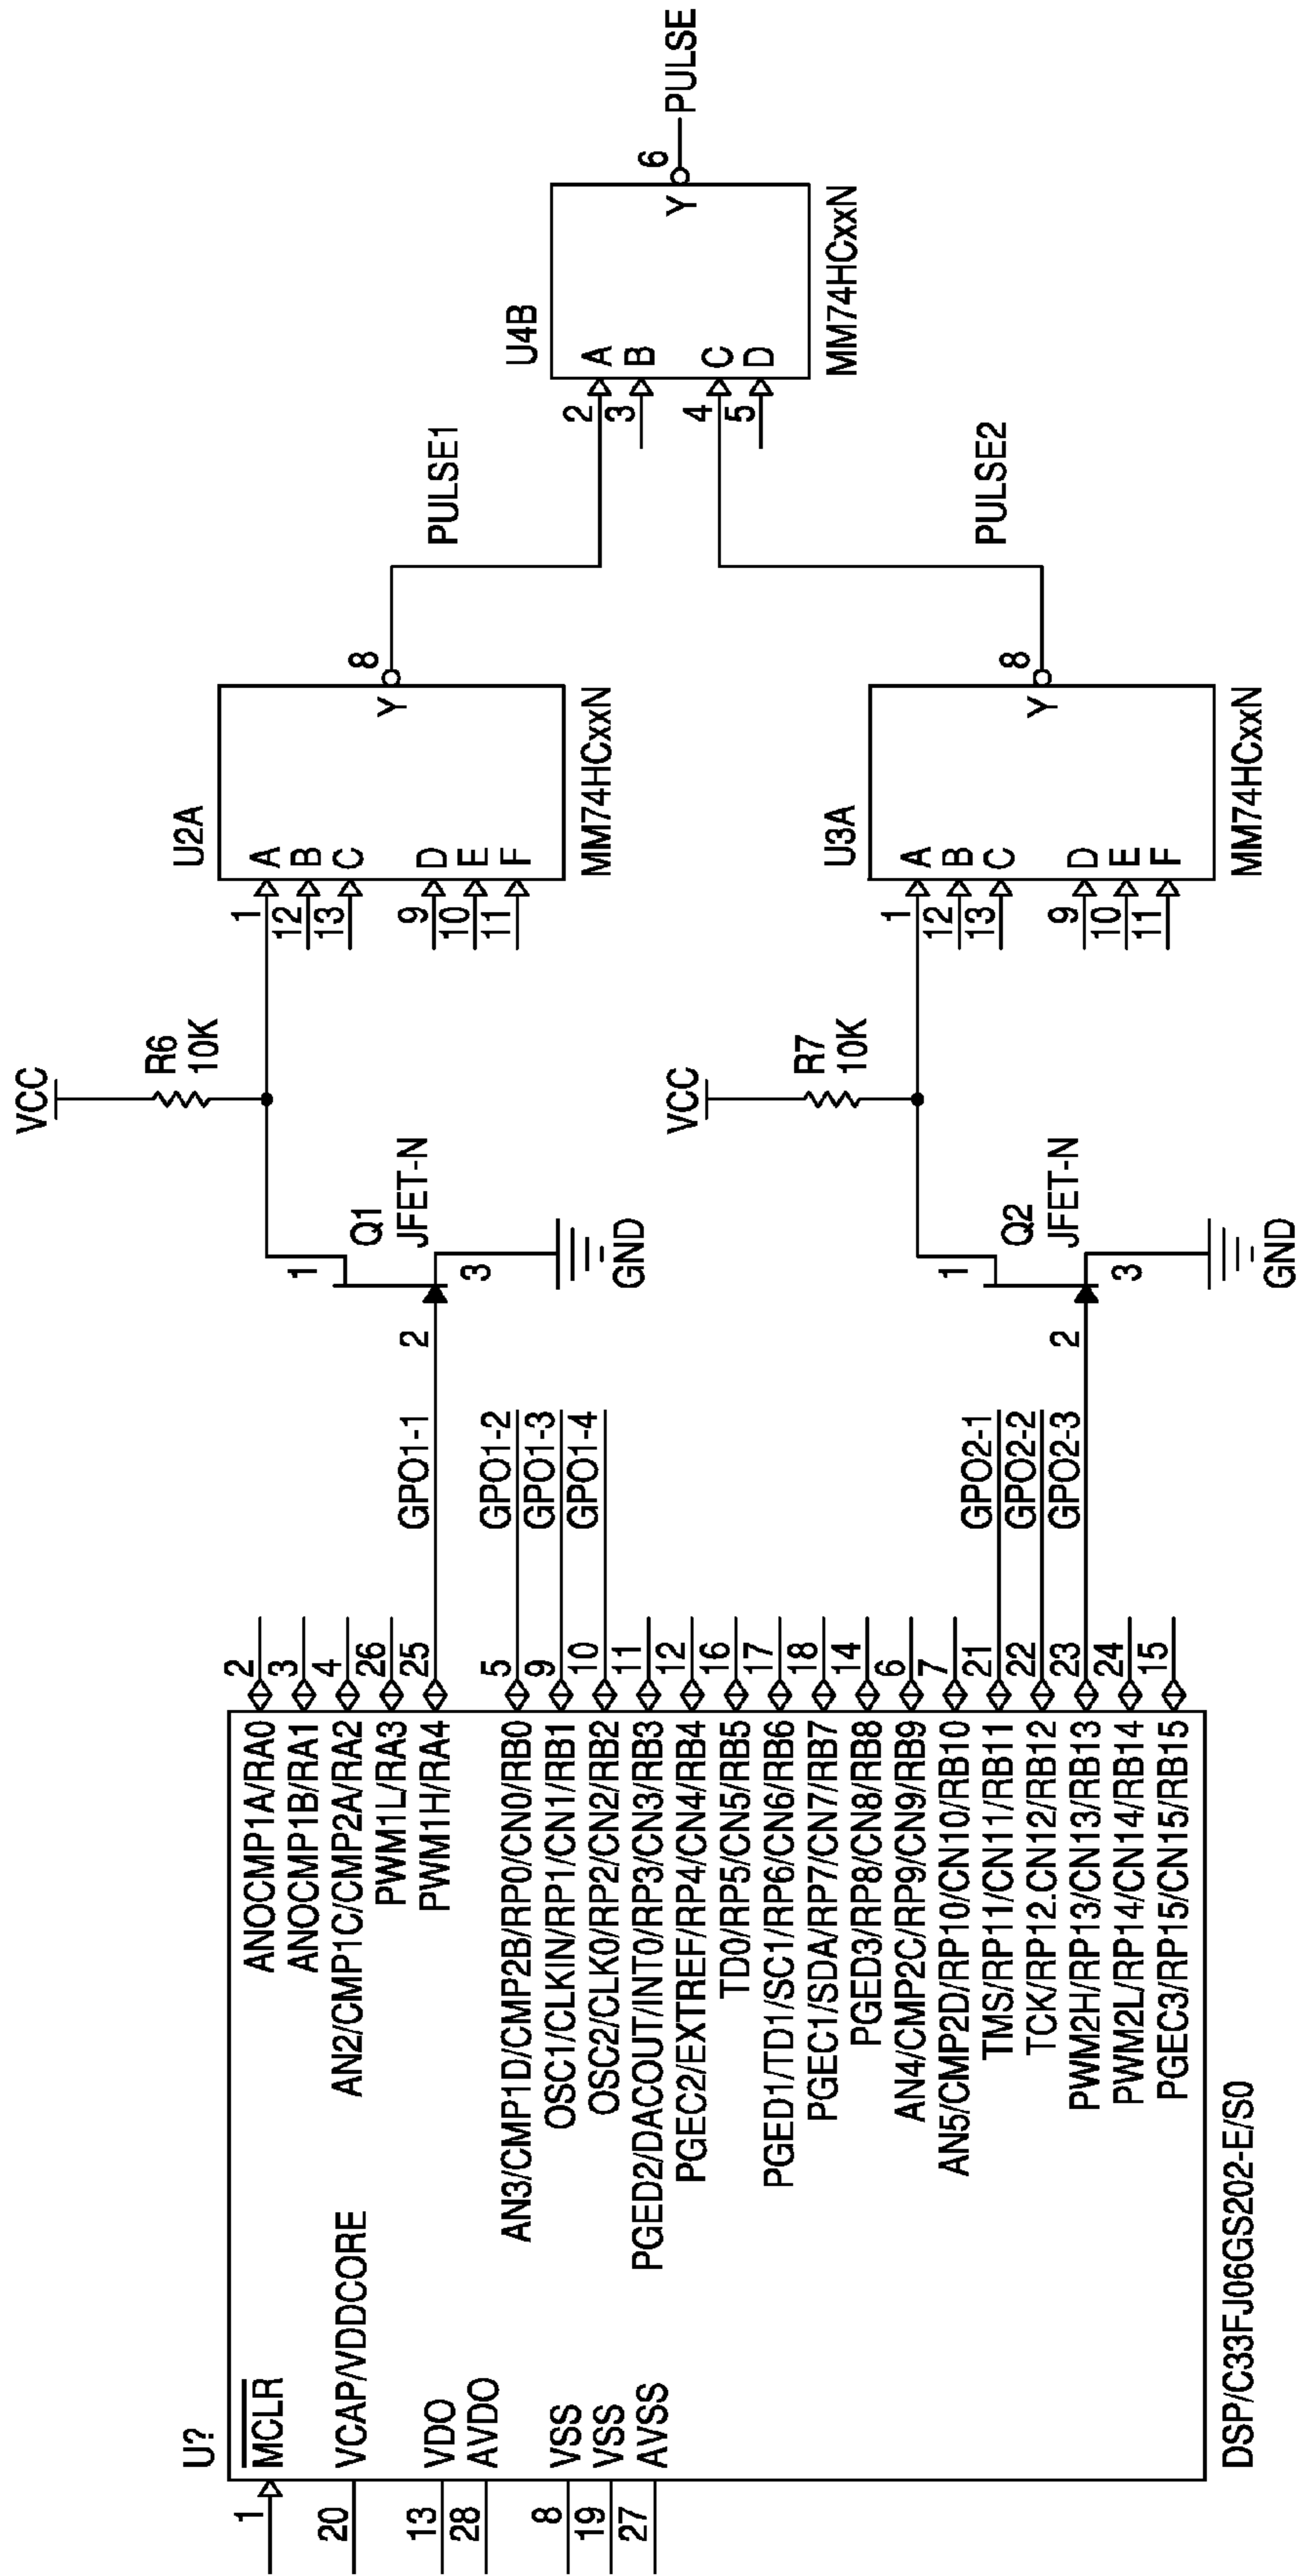 U?
1
MCLR
20
VCAP/VDDCORE
13
VDO
28
AVDO
8
VSS
19
VSS
27
AVSS
ANOCMP1A/RA0
2
ANOCMP1B/RA1
3
AN2/CMP1C/CMP2A/RA2
4
PWM1L/RA3
26
PWM1H/RA4
25
AN3/CMP1D/CMP2B/RP0/CN0/RB0
5
OSC1/CLKIN/RP1/CN1/RB1
9
OSC2/CLK0/RP2/CN2/RB2
10
PGED2/DACOUT/INT0/RP3/CN3/RB3
11
PGEC2/EXTREF/RP4/CN4/RB4
12
TD0/RP5/CN5/RB5
16
PGED1/TD1/SC1/RP6/CN6/RB6
17
PGEC1/SDA/RP7/CN7/RB7
18
PGED3/RP8/CN8/RB8
14
AN4/CMP2C/RP9/CN9/RB9
6
AN5/CMP2D/RP10/CN10/RB10
7
TMS/RP11/CN11/RB11
21
TCK/RP12.CN12/RB12
22
PWM2H/RP13/CN13/RB13
23
PWM2L/RP14/CN14/RB14
24
PGEC3/RP15/CN15/RB15
15
DSP/C33FJ06GS202-E/S0
GPO1-1
GPO1-2
GPO1-3
GPO1-4
GPO2-1
GPO2-2
GPO2-3
VCC
R6
10K
1
Q1
JFET-N
2
3
GND
VCC
R7
10K
1
Q2
JFET-N
2
3
GND
U2A
1
A
12
B
13
C
9
D
10
E
11
F
Y
8
MM74HCxxN
U3A
1
A
12
B
13
C
9
D
10
E
11
F
Y
8
MM74HCxxN
PULSE1
PULSE2
U4B
2
A
3
B
4
C
5
D
Y
6
PULSE
MM74HCxxN